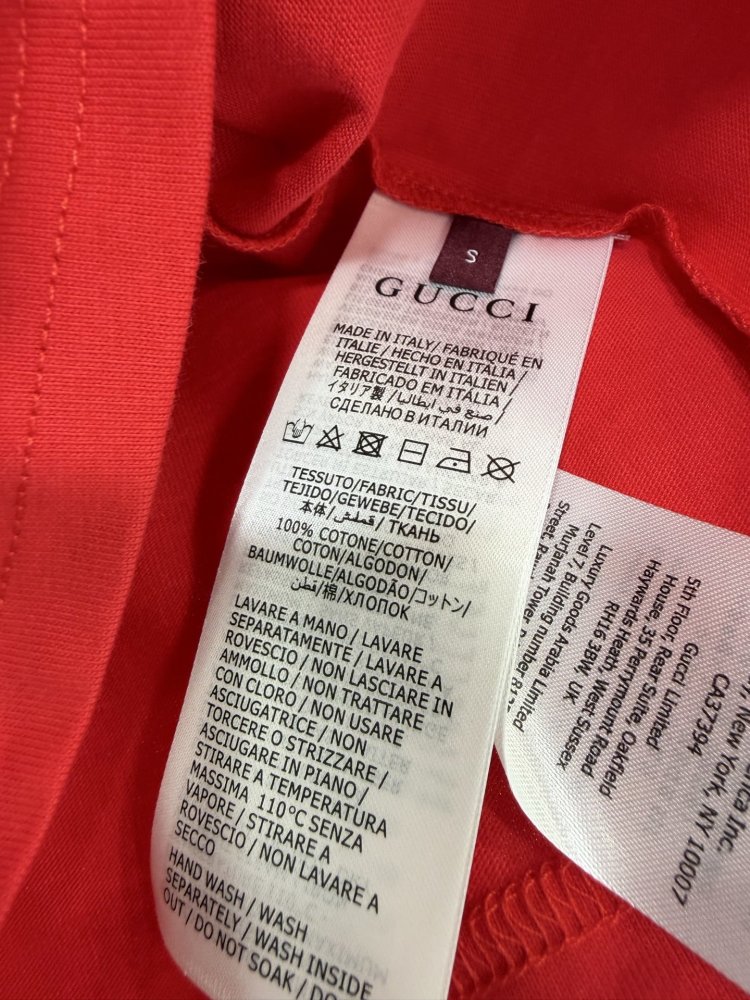 S
GUCCI
MADE IN ITALY/ FABRIQUÉ EN
ITALIE / HECHO EN ITALIA/
HERGESTELLT IN ITALIEN/
FABRICADO EM ITÁLIA/
イタリア製/صنع في ايطاليا/
СДЕЛАНО В ИТАЛИИ
TESSUTO/FABRIC/TISSU/
TEJIDO/GEWEBE/TECIDO/
本体/قماش/ТКАНЬ
100% COTONE/COTTON/
COTON/ALGODON/
BAUMWOLLE/ALGODÃO/コットン/
قطن/棉/ХЛОПОК
LAVARE A MANO / LAVARE
SEPARATAMENTE / LAVARE A
ROVESCIO / NON LASCIARE IN
AMMOLLO / NON TRATTARE
CON CLORO / NON USARE
ASCIUGATRICE / NON
TORCERE O STRIZZARE /
ASCIUGARE IN PIANO /
STIRARE A TEMPERATURA
MASSIMA 110°C SENZA
VAPORE / STIRARE A
ROVESCIO / NON LAVARE A
SECCO
HAND WASH / WASH
SEPARATELY / WASH INSIDE
OUT / DO NOT SOAK / DO
Inc.
NEW YORK, NY 10007
CA37394
Gucci Limited
5th Floor, Rear Suite, Oakfield
House, 35 Perrymount Road
Haywards Heath West Sussex
RH16 3BW, UK
Luxury Goods Arabia Limited
Level 7, Building number
Murjanah Tower
Street